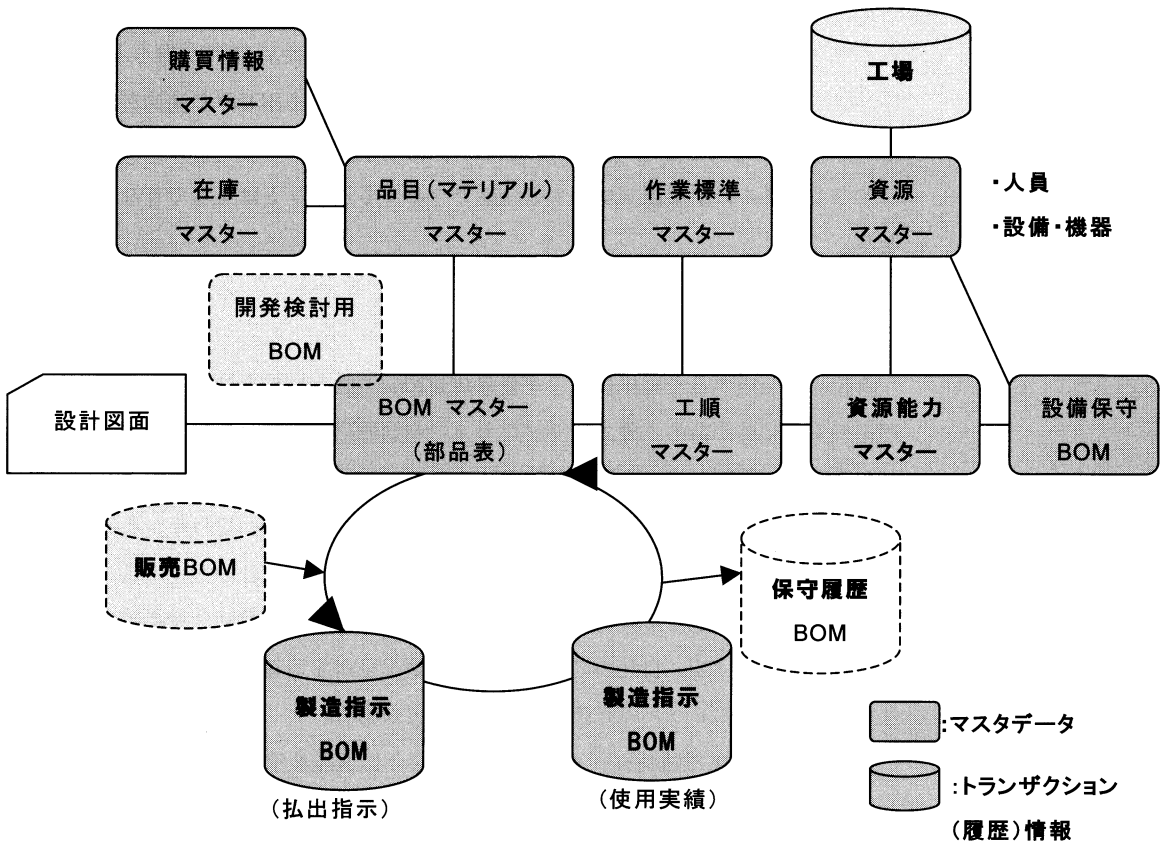 購買情報
マスター
工場
在庫
マスター
品目(マテリアル)
マスター
作業標準
マスター
資源
マスター
・人員
・設備・機器
開発検討用
BOM
設計図面
BOM マスター
(部品表)
工順
マスター
資源能力
マスター
設備保守
BOM
販売BOM
保守履歴
BOM
製造指示
BOM
(払出指示)
製造指示
BOM
(使用実績)
:マスタデータ
:トランザクション
(履歴)情報